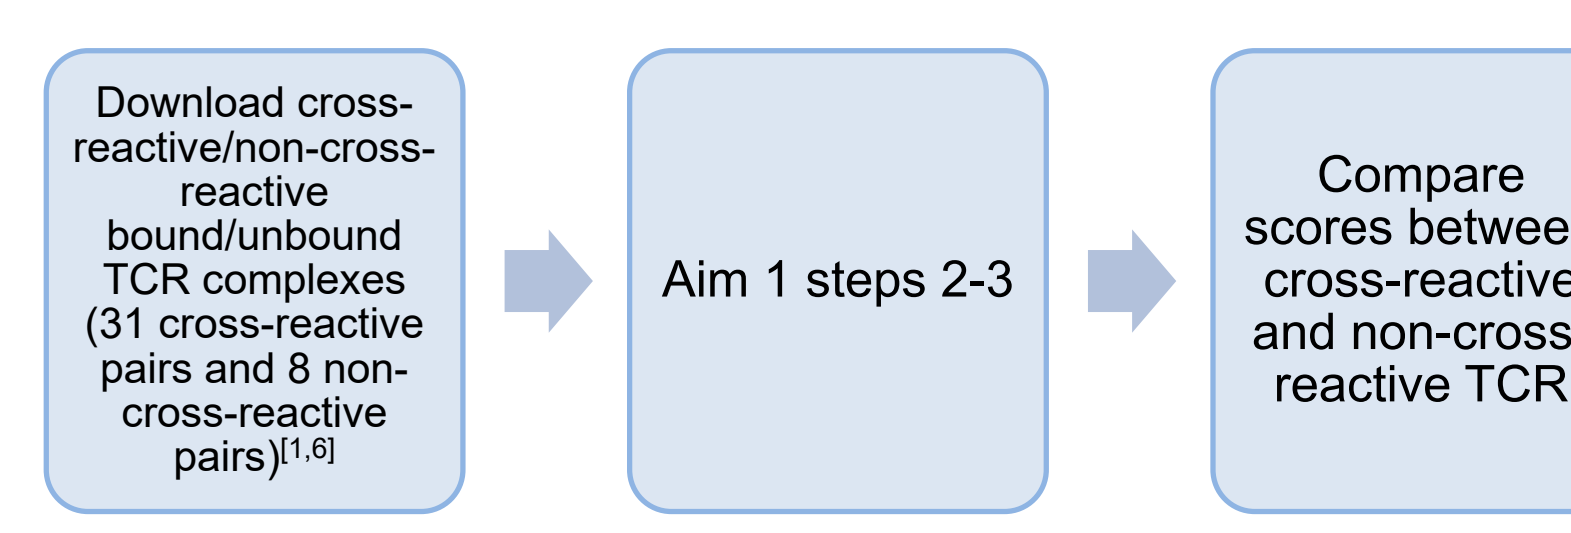 Download cross-
reactive/non-cross-
reactive
bound/unbound
TCR complexes
(31 cross-reactive
pairs and 8 non-
cross-reactive
pairs)[1,6]
Aim 1 steps 2-3
Compare
scores betwee
cross-reactive
and non-cross-
reactive TCR